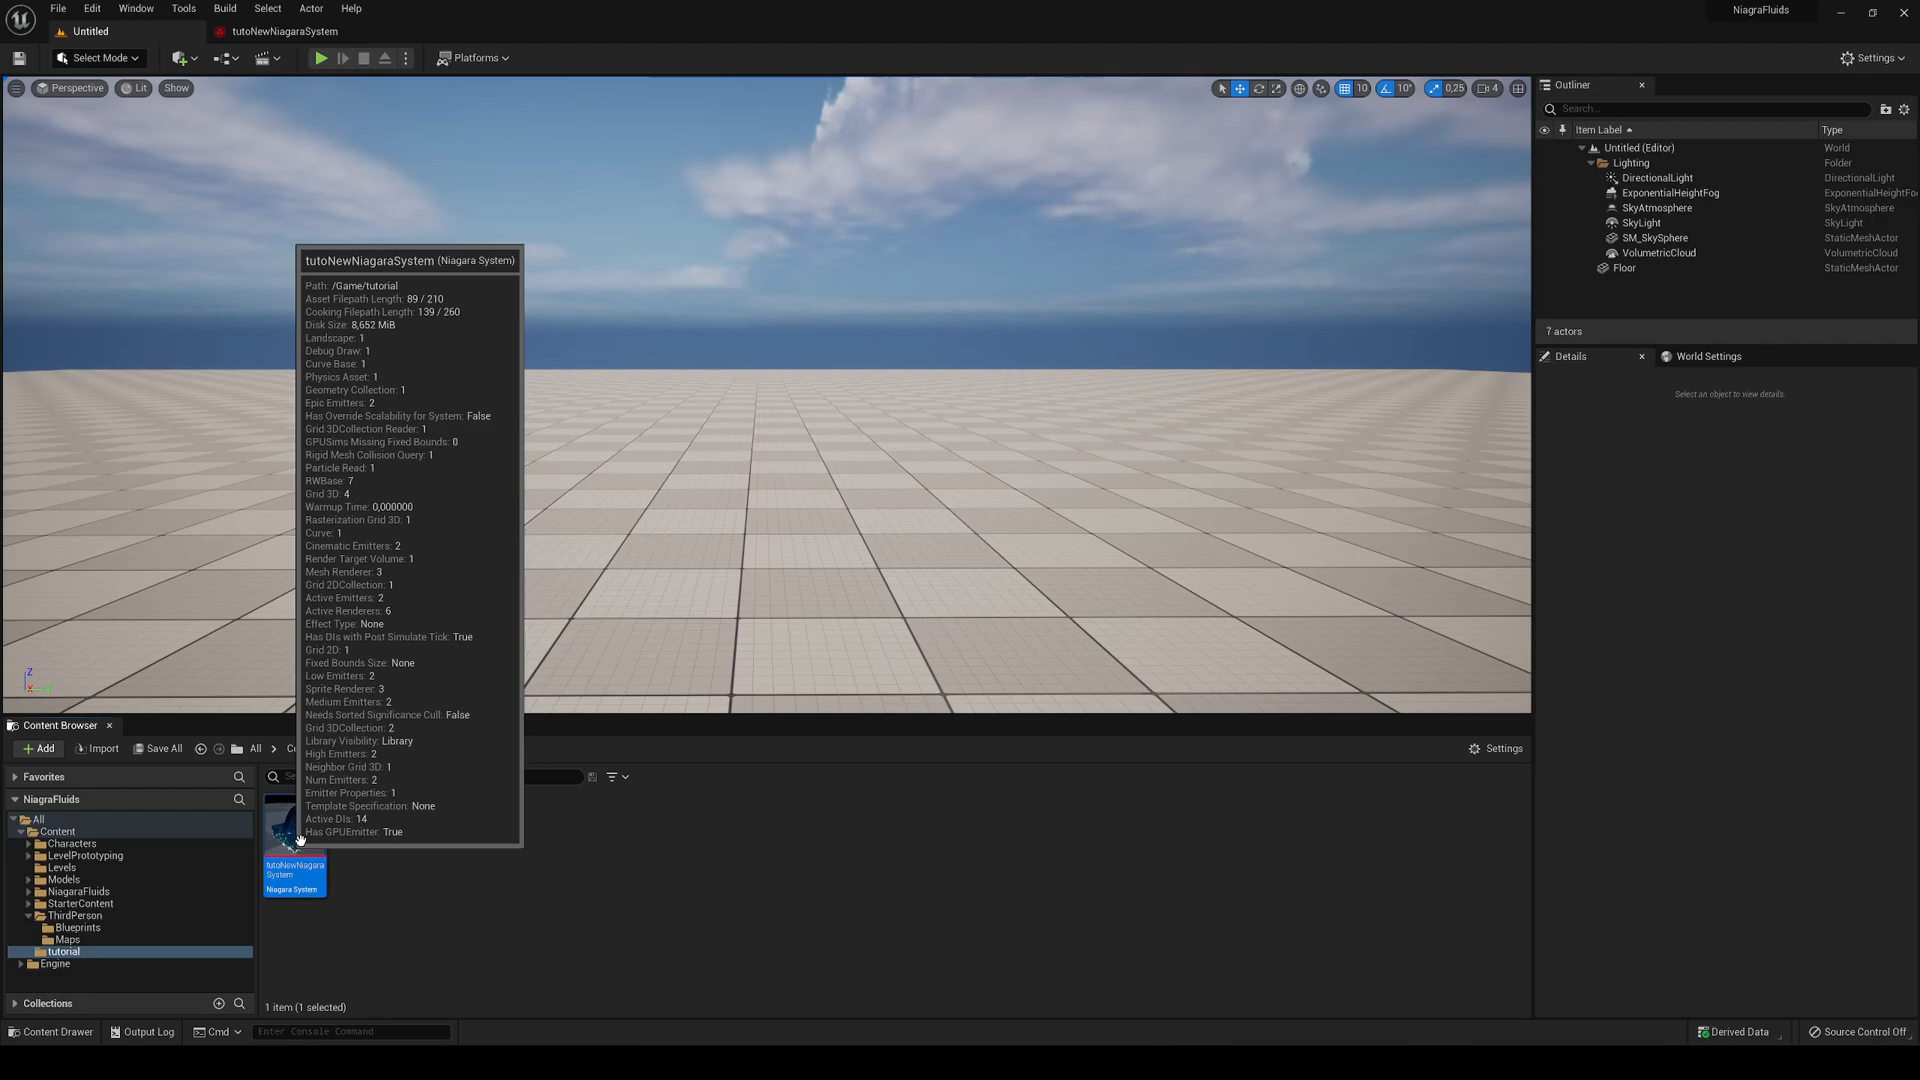 File Edit Window Tools Build Select Actor Help
NiagraFluids
Untitled
tutoNewNiagaraSystem
Select Mode
Platforms
Settings
Perspective Lit Show
10 10° 0,25 4
Outliner
Search...
Item Label Type
Untitled (Editor) World
Lighting Folder
DirectionalLight DirectionalLight
ExponentialHeightFog ExponentialHeightFo
SkyAtmosphere SkyAtmosphere
SkyLight SkyLight
SM_SkySphere StaticMeshActor
VolumetricCloud VolumetricCloud
Floor StaticMeshActor
7 actors
Details World Settings
Select an object to view details.
tutoNewNiagaraSystem (Niagara System)
Path: /Game/tutorial
Asset Filepath Length: 89 / 210
Cooking Filepath Length: 139 / 260
Disk Size: 8,652 MiB
Landscape: 1
Debug Draw: 1
Curve Base: 1
Physics Asset: 1
Geometry Collection: 1
Epic Emitters: 2
Has Override Scalability for System: False
Grid 3DCollection Reader: 1
GPUSims Missing Fixed Bounds: 0
Rigid Mesh Collision Query: 1
Particle Read: 1
RWBase: 7
Grid 3D: 4
Warmup Time: 0,000000
Rasterization Grid 3D: 1
Curve: 1
Cinematic Emitters: 2
Render Target Volume: 1
Mesh Renderer: 3
Grid 2DCollection: 1
Active Emitters: 2
Active Renderers: 6
Effect Type: None
Has DIs with Post Simulate Tick: True
Grid 2D: 1
Fixed Bounds Size: None
Low Emitters: 2
Sprite Renderer: 3
Medium Emitters: 2
Needs Sorted Significance Cull: False
Grid 3DCollection: 2
Library Visibility: Library
High Emitters: 2
Neighbor Grid 3D: 1
Num Emitters: 2
Emitter Properties: 1
Template Specification: None
Active DIs: 14
Has GPUEmitter: True
Z
Content Browser
Add Import Save All All Settings
Favorites
NiagraFluids
All
Content
Characters
LevelPrototyping
Levels
Models
NiagaraFluids
StarterContent
ThirdPerson
Blueprints
Maps
tutorial
Engine
Collections
tutoNewNiagara
System
Niagara System
1 item (1 selected)
Content Drawer Output Log Cmd Enter Console Command
Derived Data Source Control Off